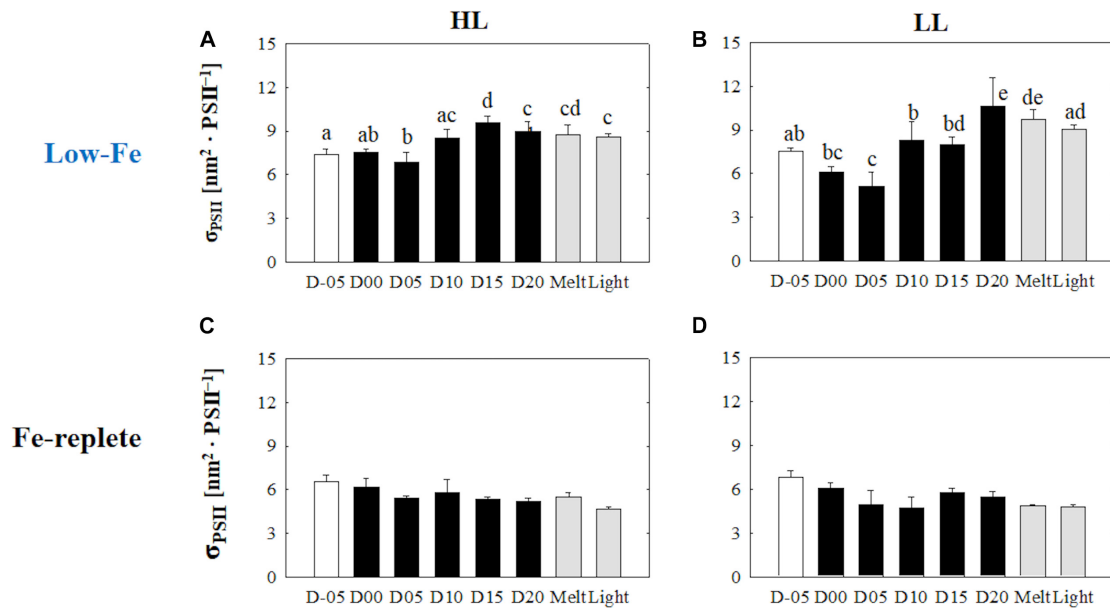 HL
LL
A
B
Low-Fe
σPSII [nm² · PSII⁻¹]
15
12
9
6
3
0
a
ab
b
ac
d
c
cd
c
D-05 D00 D05 D10 D15 D20 Melt Light
15
12
9
6
3
0
ab
bc
c
b
bd
e
de
ad
D-05 D00 D05 D10 D15 D20 Melt Light
C
D
Fe-replete
σPSII [nm² · PSII⁻¹]
15
12
9
6
3
0
D-05 D00 D05 D10 D15 D20 Melt Light
15
12
9
6
3
0
D-05 D00 D05 D10 D15 D20 Melt Light